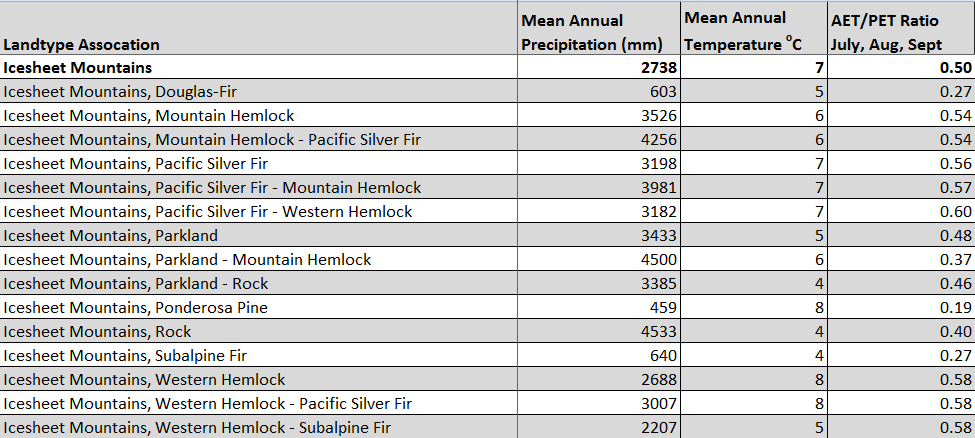 Landtype Assocation Mean Annual Precipitation (mm) Mean Annual Temperature °C AET/PET Ratio July, Aug, Sept
Icesheet Mountains 2738 7 0.50
Icesheet Mountains, Douglas-Fir 603 5 0.27
Icesheet Mountains, Mountain Hemlock 3526 6 0.54
Icesheet Mountains, Mountain Hemlock - Pacific Silver Fir 4256 6 0.54
Icesheet Mountains, Pacific Silver Fir 3198 7 0.56
Icesheet Mountains, Pacific Silver Fir - Mountain Hemlock 3981 7 0.57
Icesheet Mountains, Pacific Silver Fir - Western Hemlock 3182 7 0.60
Icesheet Mountains, Parkland 3433 5 0.48
Icesheet Mountains, Parkland - Mountain Hemlock 4500 6 0.37
Icesheet Mountains, Parkland - Rock 3385 4 0.46
Icesheet Mountains, Ponderosa Pine 459 8 0.19
Icesheet Mountains, Rock 4533 4 0.40
Icesheet Mountains, Subalpine Fir 640 4 0.27
Icesheet Mountains, Western Hemlock 2688 8 0.58
Icesheet Mountains, Western Hemlock - Pacific Silver Fir 3007 8 0.58
Icesheet Mountains, Western Hemlock - Subalpine Fir 2207 5 0.58